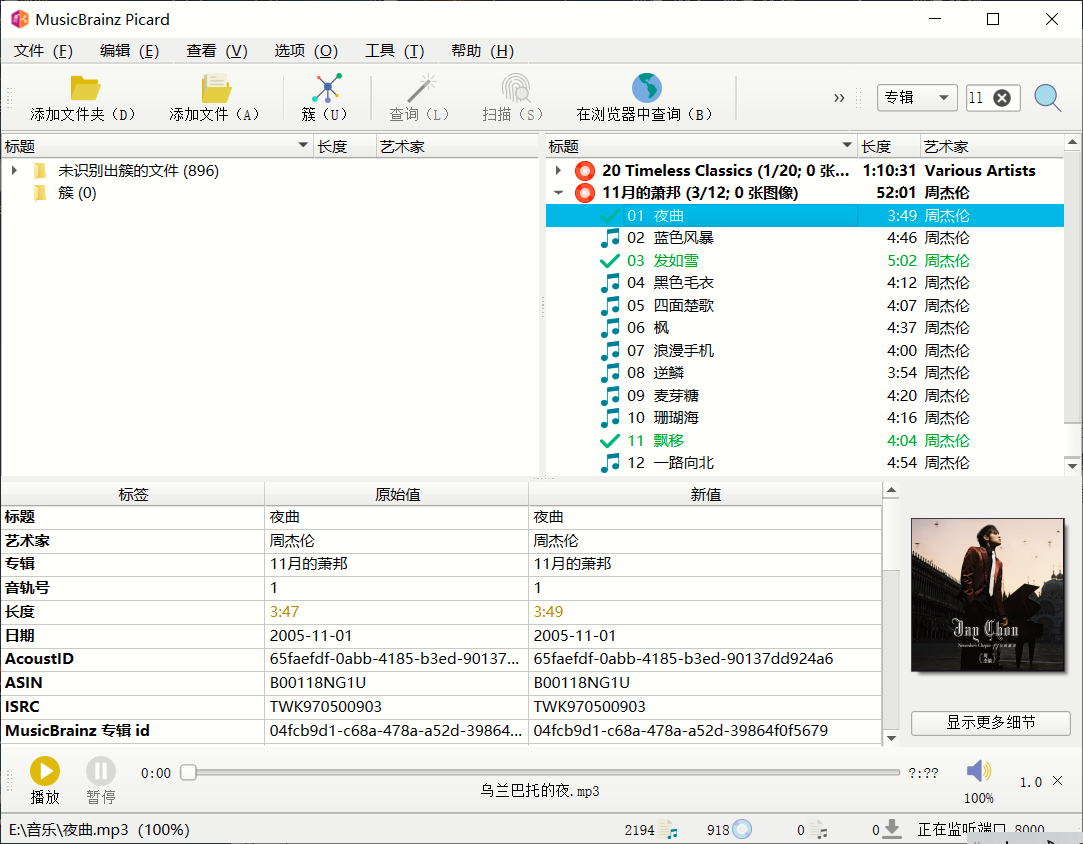 MusicBrainz Picard
文件 (F) 编辑 (E) 查看 (V) 选项 (O) 工具 (T) 帮助 (H)
添加文件夹 (D) 添加文件 (A) 簇 (U) 查询 (L) 扫描 (S) 在浏览器中查询 (B) » 专辑 11
标题 长度 艺术家
未识别出簇的文件 (896)
簇 (0)
标题 长度 艺术家
20 Timeless Classics (1/20; 0 张... 1:10:31 Various Artists
11月的萧邦 (3/12; 0 张图像) 52:01 周杰伦
01 夜曲 3:49 周杰伦
02 蓝色风暴 4:46 周杰伦
03 发如雪 5:02 周杰伦
04 黑色毛衣 4:12 周杰伦
05 四面楚歌 4:07 周杰伦
06 枫 4:37 周杰伦
07 浪漫手机 4:00 周杰伦
08 逆鳞 3:54 周杰伦
09 麦芽糖 4:20 周杰伦
10 珊瑚海 4:16 周杰伦
11 飘移 4:04 周杰伦
12 一路向北 4:54 周杰伦
标签 原始值 新值
标题 夜曲 夜曲
艺术家 周杰伦 周杰伦
专辑 11月的萧邦 11月的萧邦
音轨号 1 1
长度 3:47 3:49
日期 2005-11-01 2005-11-01
AcoustID 65faefdf-0abb-4185-b3ed-90137... 65faefdf-0abb-4185-b3ed-90137dd924a6
ASIN B00118NG1U B00118NG1U
ISRC TWK970500903 TWK970500903
MusicBrainz 专辑 id 04fcb9d1-c68a-478a-a52d-39864... 04fcb9d1-c68a-478a-a52d-39864f0f5679
Jay Chou
显示更多细节
播放 暂停 0:00 ?:?? 100% 1.0
乌兰巴托的夜.mp3
E:\音乐\夜曲.mp3 (100%) 2194 918 0 0 正在监听端口 8000